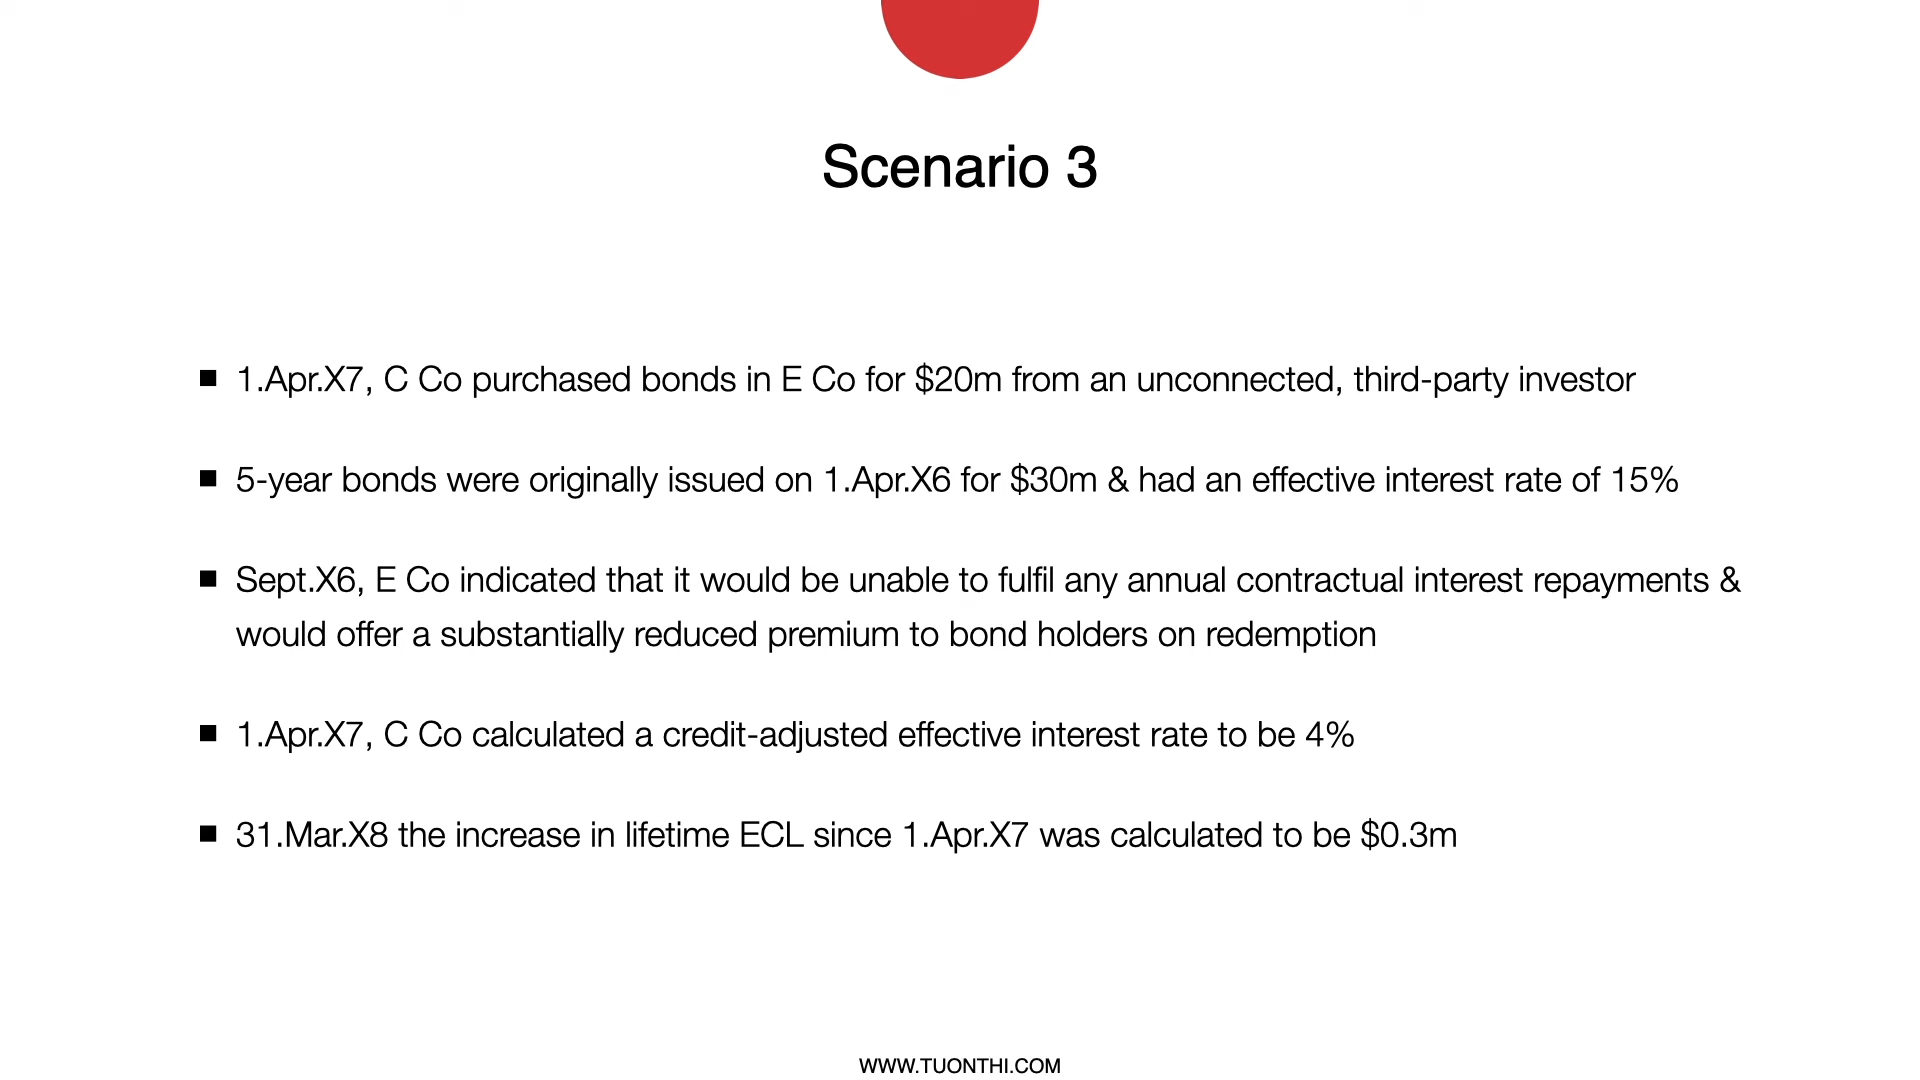 Scenario 3
▪ 1.Apr.X7, C Co purchased bonds in E Co for $20m from an unconnected, third-party investor
▪ 5-year bonds were originally issued on 1.Apr.X6 for $30m & had an effective interest rate of 15%
▪ Sept.X6, E Co indicated that it would be unable to fulfil any annual contractual interest repayments &
would offer a substantially reduced premium to bond holders on redemption
▪ 1.Apr.X7, C Co calculated a credit-adjusted effective interest rate to be 4%
▪ 31.Mar.X8 the increase in lifetime ECL since 1.Apr.X7 was calculated to be $0.3m
WWW.TUONTHI.COM